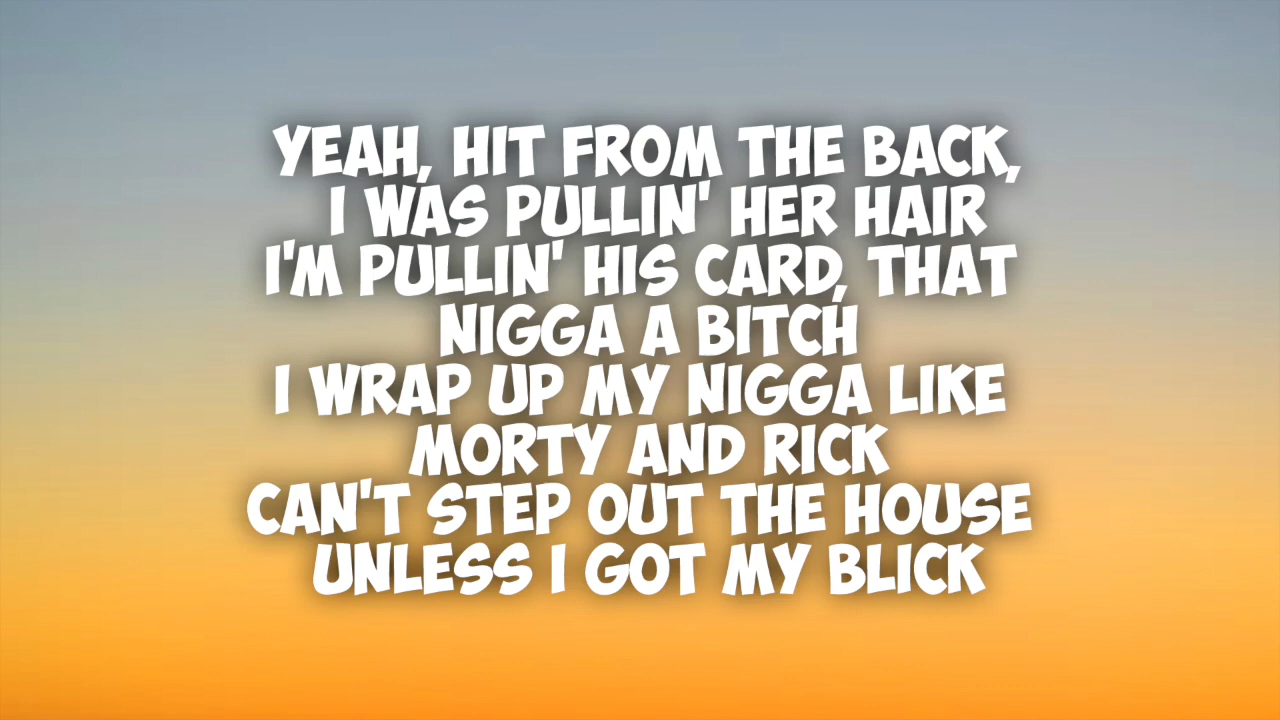 YEAH, HIT FROM THE BACK,
I WAS PULLIN' HER HAIR
I'M PULLIN' HIS CARD, THAT
NIGGA A BITCH
I WRAP UP MY NIGGA LIKE
MORTY AND RICK
CAN'T STEP OUT THE HOUSE
UNLESS I GOT MY BLICK